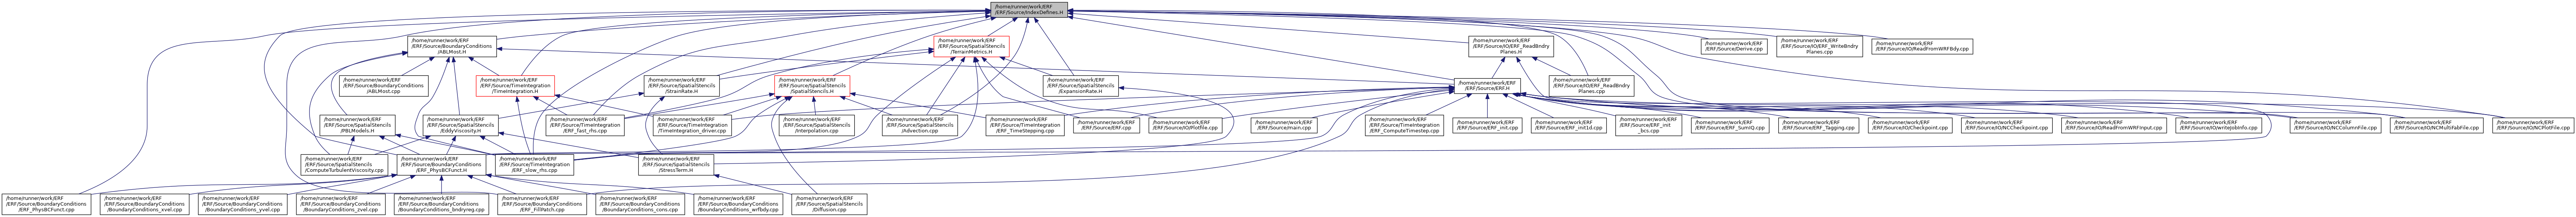 /home/runner/work/ERF
/ERF/Source/IndexDefines.H
/home/runner/work/ERF
/ERF/Source/BoundaryConditions
/ABLMost.H
/home/runner/work/ERF
/ERF/Source/SpatialStencils
/TerrainMetrics.H
/home/runner/work/ERF
/ERF/Source/IO/ERF_ReadBndry
Planes.H
/home/runner/work/ERF
/ERF/Source/Derive.cpp
/home/runner/work/ERF
/ERF/Source/IO/ERF_WriteBndry
Planes.cpp
/home/runner/work/ERF
/ERF/Source/IO/ReadFromWRFBdy.cpp
/home/runner/work/ERF
/ERF/Source/BoundaryConditions
/ABLMost.cpp
/home/runner/work/ERF
/ERF/Source/TimeIntegration
/TimeIntegration.H
/home/runner/work/ERF
/ERF/Source/SpatialStencils
/StrainRate.H
/home/runner/work/ERF
/ERF/Source/SpatialStencils
/SpatialStencils.H
/home/runner/work/ERF
/ERF/Source/SpatialStencils
/ExpansionRate.H
/home/runner/work/ERF
/ERF/Source/ERF.H
/home/runner/work/ERF
/ERF/Source/IO/ERF_ReadBndry
Planes.cpp
/home/runner/work/ERF
/ERF/Source/SpatialStencils
/PBLModels.H
/home/runner/work/ERF
/ERF/Source/SpatialStencils
/EddyViscosity.H
/home/runner/work/ERF
/ERF/Source/TimeIntegration
/ERF_fast_rhs.cpp
/home/runner/work/ERF
/ERF/Source/TimeIntegration
/TimeIntegration_driver.cpp
/home/runner/work/ERF
/ERF/Source/SpatialStencils
/Interpolation.cpp
/home/runner/work/ERF
/ERF/Source/SpatialStencils
/Advection.cpp
/home/runner/work/ERF
/ERF/Source/TimeIntegration
/ERF_TimeStepping.cpp
/home/runner/work/ERF
/ERF/Source/ERF.cpp
/home/runner/work/ERF
/ERF/Source/IO/Plotfile.cpp
/home/runner/work/ERF
/ERF/Source/main.cpp
/home/runner/work/ERF
/ERF/Source/TimeIntegration
/ERF_ComputeTimestep.cpp
/home/runner/work/ERF
/ERF/Source/ERF_init.cpp
/home/runner/work/ERF
/ERF/Source/ERF_init1d.cpp
/home/runner/work/ERF
/ERF/Source/ERF_init
_bcs.cpp
/home/runner/work/ERF
/ERF/Source/ERF_SumIQ.cpp
/home/runner/work/ERF
/ERF/Source/ERF_Tagging.cpp
/home/runner/work/ERF
/ERF/Source/IO/Checkpoint.cpp
/home/runner/work/ERF
/ERF/Source/IO/NCCheckpoint.cpp
/home/runner/work/ERF
/ERF/Source/IO/ReadFromWRFInput.cpp
/home/runner/work/ERF
/ERF/Source/IO/writeJobInfo.cpp
/home/runner/work/ERF
/ERF/Source/IO/NCColumnFile.cpp
/home/runner/work/ERF
/ERF/Source/IO/NCMultiFabFile.cpp
/home/runner/work/ERF
/ERF/Source/IO/NCPlotFile.cpp
/home/runner/work/ERF
/ERF/Source/SpatialStencils
/ComputeTurbulentViscosity.cpp
/home/runner/work/ERF
/ERF/Source/BoundaryConditions
/ERF_PhysBCFunct.H
/home/runner/work/ERF
/ERF/Source/TimeIntegration
/ERF_slow_rhs.cpp
/home/runner/work/ERF
/ERF/Source/SpatialStencils
/StressTerm.H
/home/runner/work/ERF
/ERF/Source/BoundaryConditions
/ERF_PhysBCFunct.cpp
/home/runner/work/ERF
/ERF/Source/BoundaryConditions
/BoundaryConditions_xvel.cpp
/home/runner/work/ERF
/ERF/Source/BoundaryConditions
/BoundaryConditions_yvel.cpp
/home/runner/work/ERF
/ERF/Source/BoundaryConditions
/BoundaryConditions_zvel.cpp
/home/runner/work/ERF
/ERF/Source/BoundaryConditions
/BoundaryConditions_bndryreg.cpp
/home/runner/work/ERF
/ERF/Source/BoundaryConditions
/ERF_FillPatch.cpp
/home/runner/work/ERF
/ERF/Source/BoundaryConditions
/BoundaryConditions_cons.cpp
/home/runner/work/ERF
/ERF/Source/BoundaryConditions
/BoundaryConditions_wrfbdy.cpp
/home/runner/work/ERF
/ERF/Source/SpatialStencils
/Diffusion.cpp